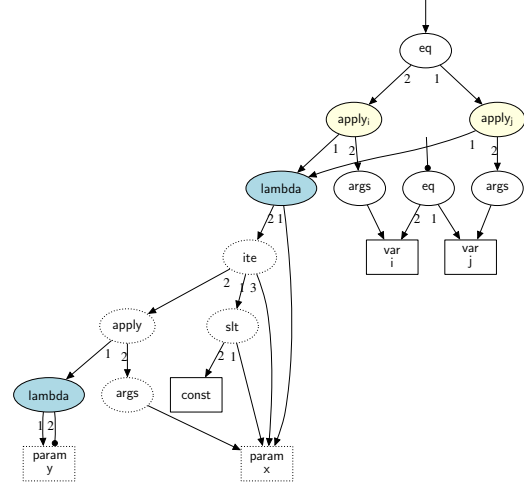 eq
2 1
apply_i apply_j
1 2 1 2
lambda args eq args
2 1 2 1
var
i
var
j
ite
2 1 3
apply slt
1 2 2 1
lambda args const
1 2
param
y
param
x